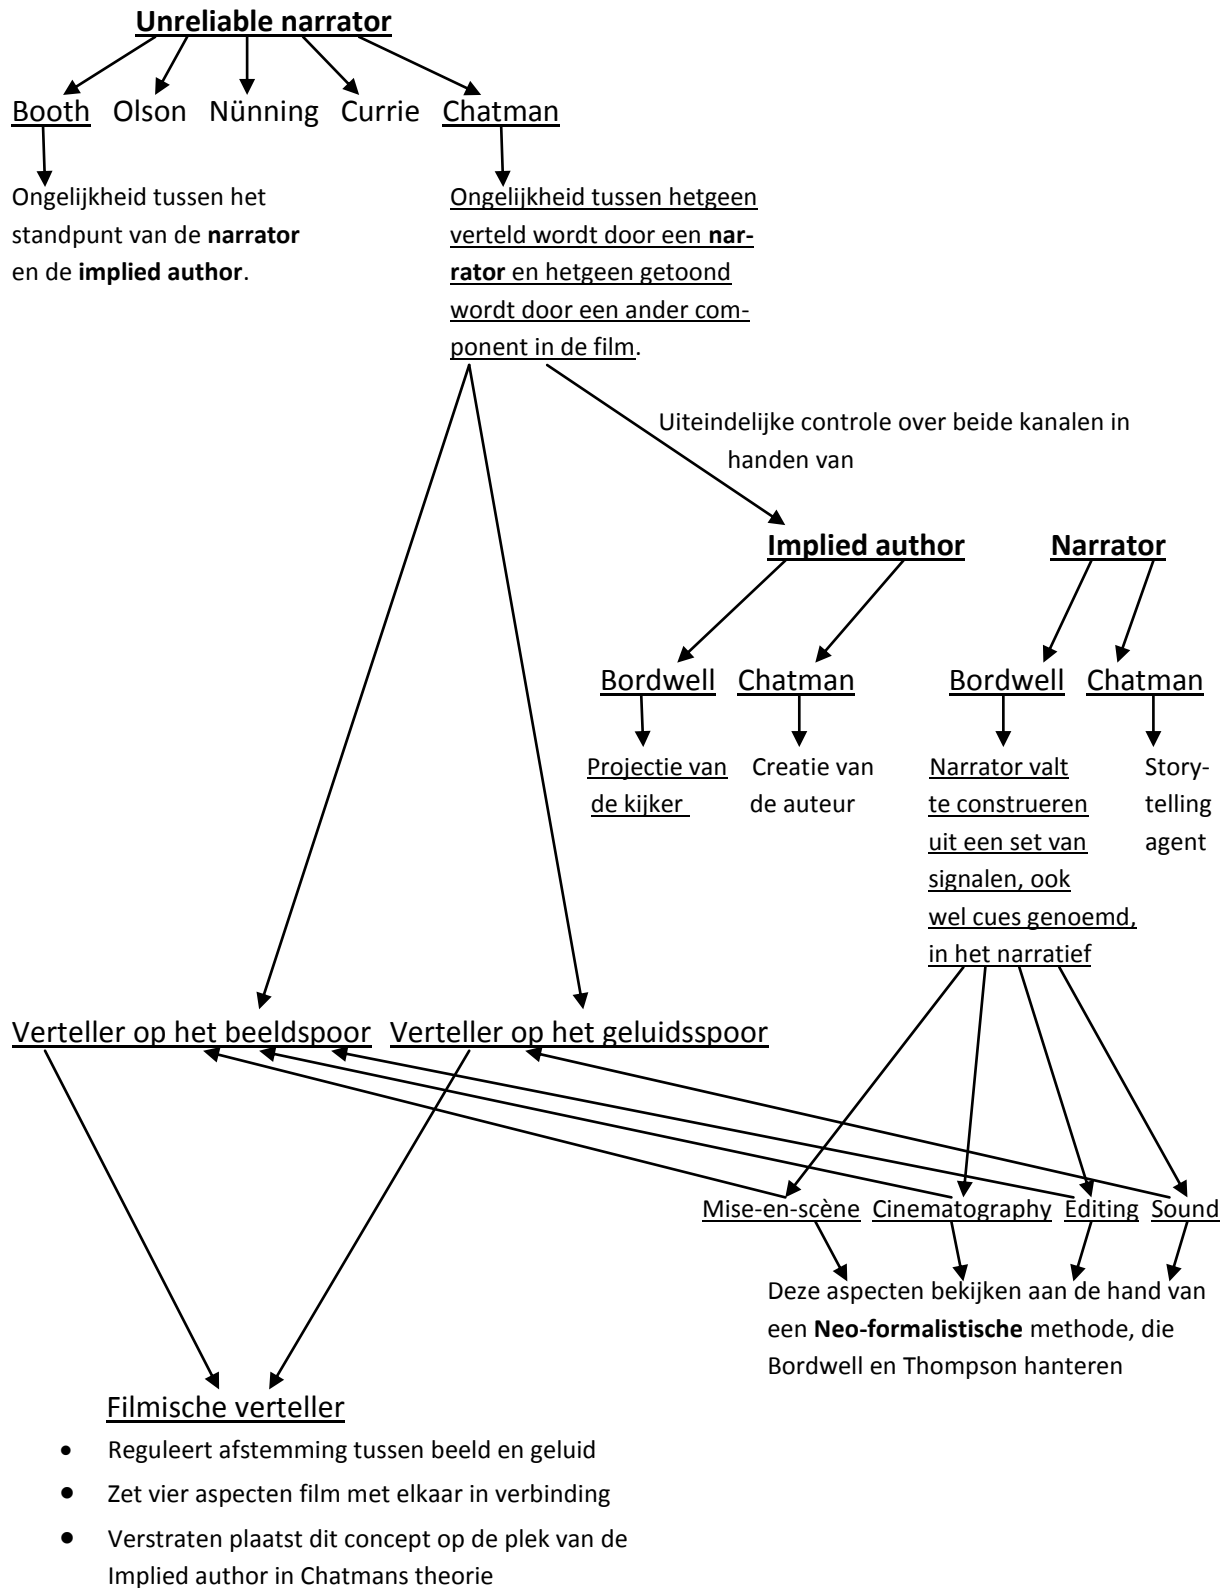 Unreliable narrator
Booth Olson Nünning Currie Chatman
Ongelijkheid tussen het
standpunt van de narrator
en de implied author.
Ongelijkheid tussen hetgeen
verteld wordt door een nar-
rator en hetgeen getoond
wordt door een ander com-
ponent in de film.
Uiteindelijke controle over beide kanalen in
handen van
Implied author Narrator
Bordwell Chatman Bordwell Chatman
Projectie van
de kijker
Creatie van
de auteur
Narrator valt
te construeren
uit een set van
signalen, ook
wel cues genoemd,
in het narratief
Story-
telling
agent
Verteller op het beeldspoor Verteller op het geluidsspoor
Mise-en-scène Cinematography Editing Sound
Deze aspecten bekijken aan de hand van
een Neo-formalistische methode, die
Bordwell en Thompson hanteren
Filmische verteller
• Reguleert afstemming tussen beeld en geluid
• Zet vier aspecten film met elkaar in verbinding
• Verstraten plaatst dit concept op de plek van de
Implied author in Chatmans theorie